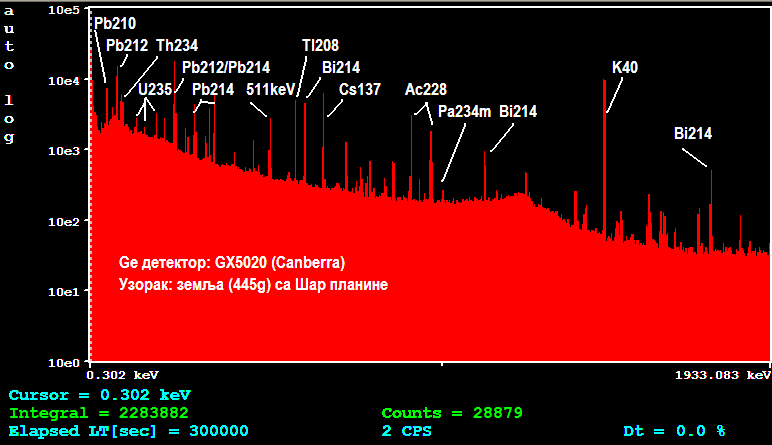 auto log
10e5
10e4
10e3
10e2
10e1
10e0
Pb210
Pb212
Th234
U235
Pb212/Pb214
Pb214
511keV
Tl208
Bi214
Cs137
Ac228
Pa234m
Bi214
K40
Bi214
Ge детектор: GX5020 (Canberra)
Узорак: земља (445g) са Шар планине
0.302 keV
1933.083 keV
Cursor = 0.302 keV
Integral = 2283882
Counts = 28879
Elapsed LT[sec] = 300000
2 CPS
Dt = 0.0 %